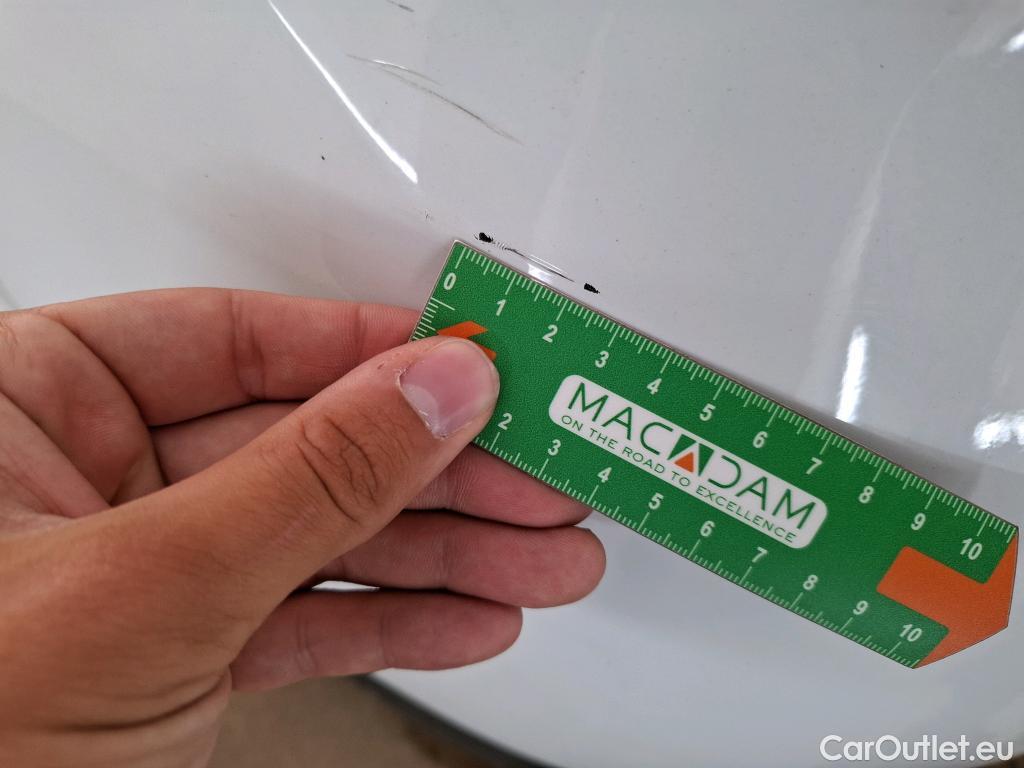 0 1 2 3 4 5 6 7 8 9 10
MACADAM
ON THE ROAD TO EXCELLENCE
2 3 4 5 6 7 8 9 10
CarOutlet.eu